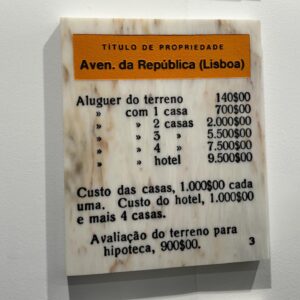 TÍTULO DE PROPRIEDADE
Aven. da República (Lisboa)
Aluguer do terreno 140$00
» com 1 casa 700$00
» » 2 casas 2.000$00
» » 3 » 5.500$00
» » 4 » 7.500$00
» » hotel 9.500$00
Custo das casas, 1.000$00 cada
uma. Custo do hotel, 1.000$00
e mais 4 casas.
Avaliação do terreno para
hipoteca, 900$00.
3